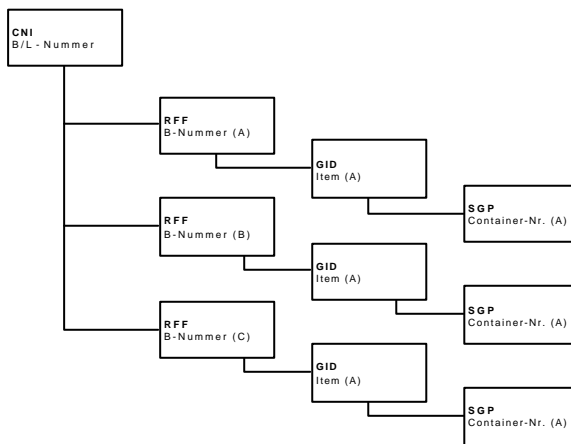 CNI
B/L - Nummer
RFF
B-Nummer (A)
GID
Item (A)
SGP
Container-Nr. (A)
RFF
B-Nummer (B)
GID
Item (A)
SGP
Container-Nr. (A)
RFF
B-Nummer (C)
GID
Item (A)
SGP
Container-Nr. (A)